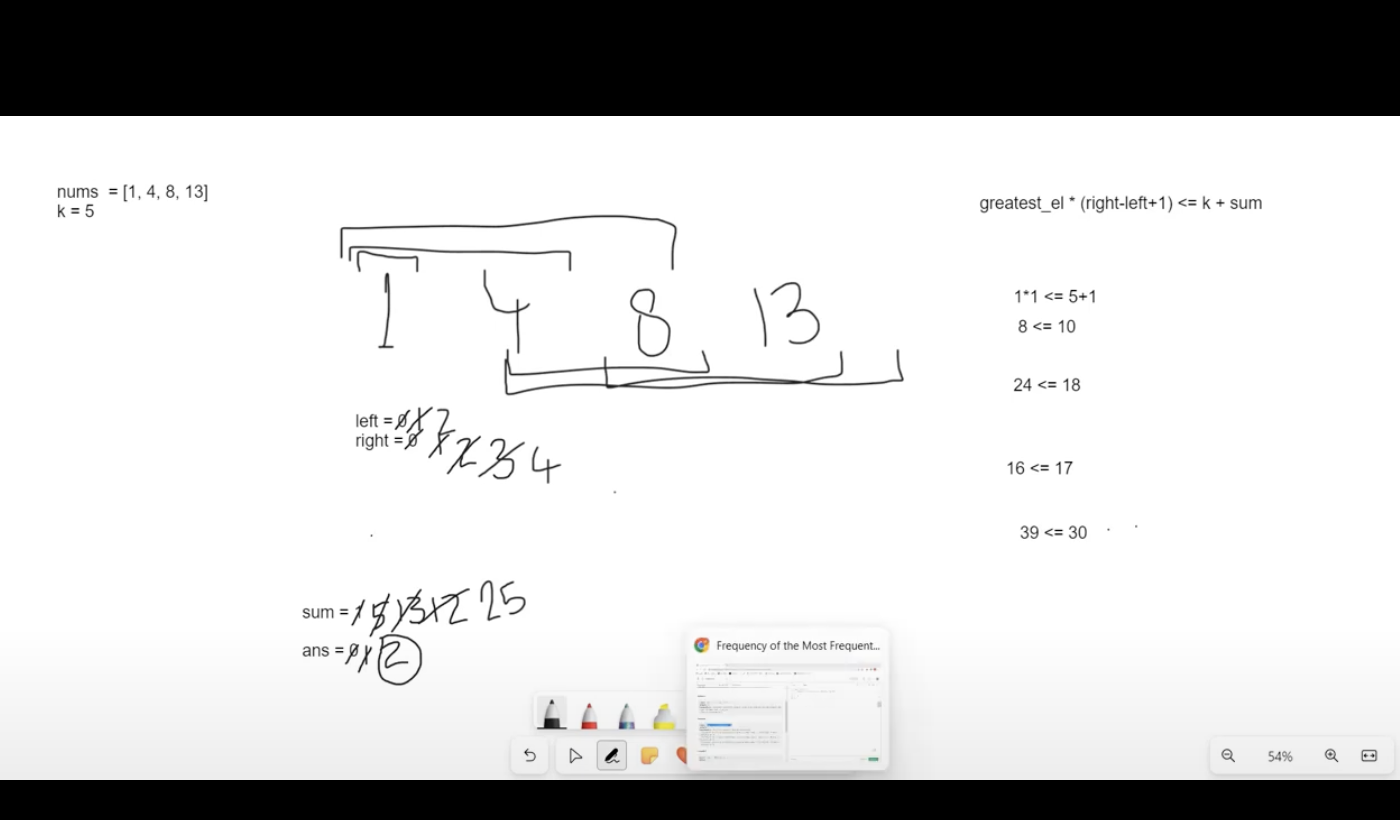 nums = [1, 4, 8, 13]
k = 5
greatest_el * (right-left+1) <= k + sum
1 4 8 13
1*1 <= 5+1
8 <= 10
24 <= 18
16 <= 17
39 <= 30
left = 0 1 2
right = 0 1 2 3 4
sum = 1 5 13 12 25
ans = 0 1 2
Frequency of the Most Frequent...
54%